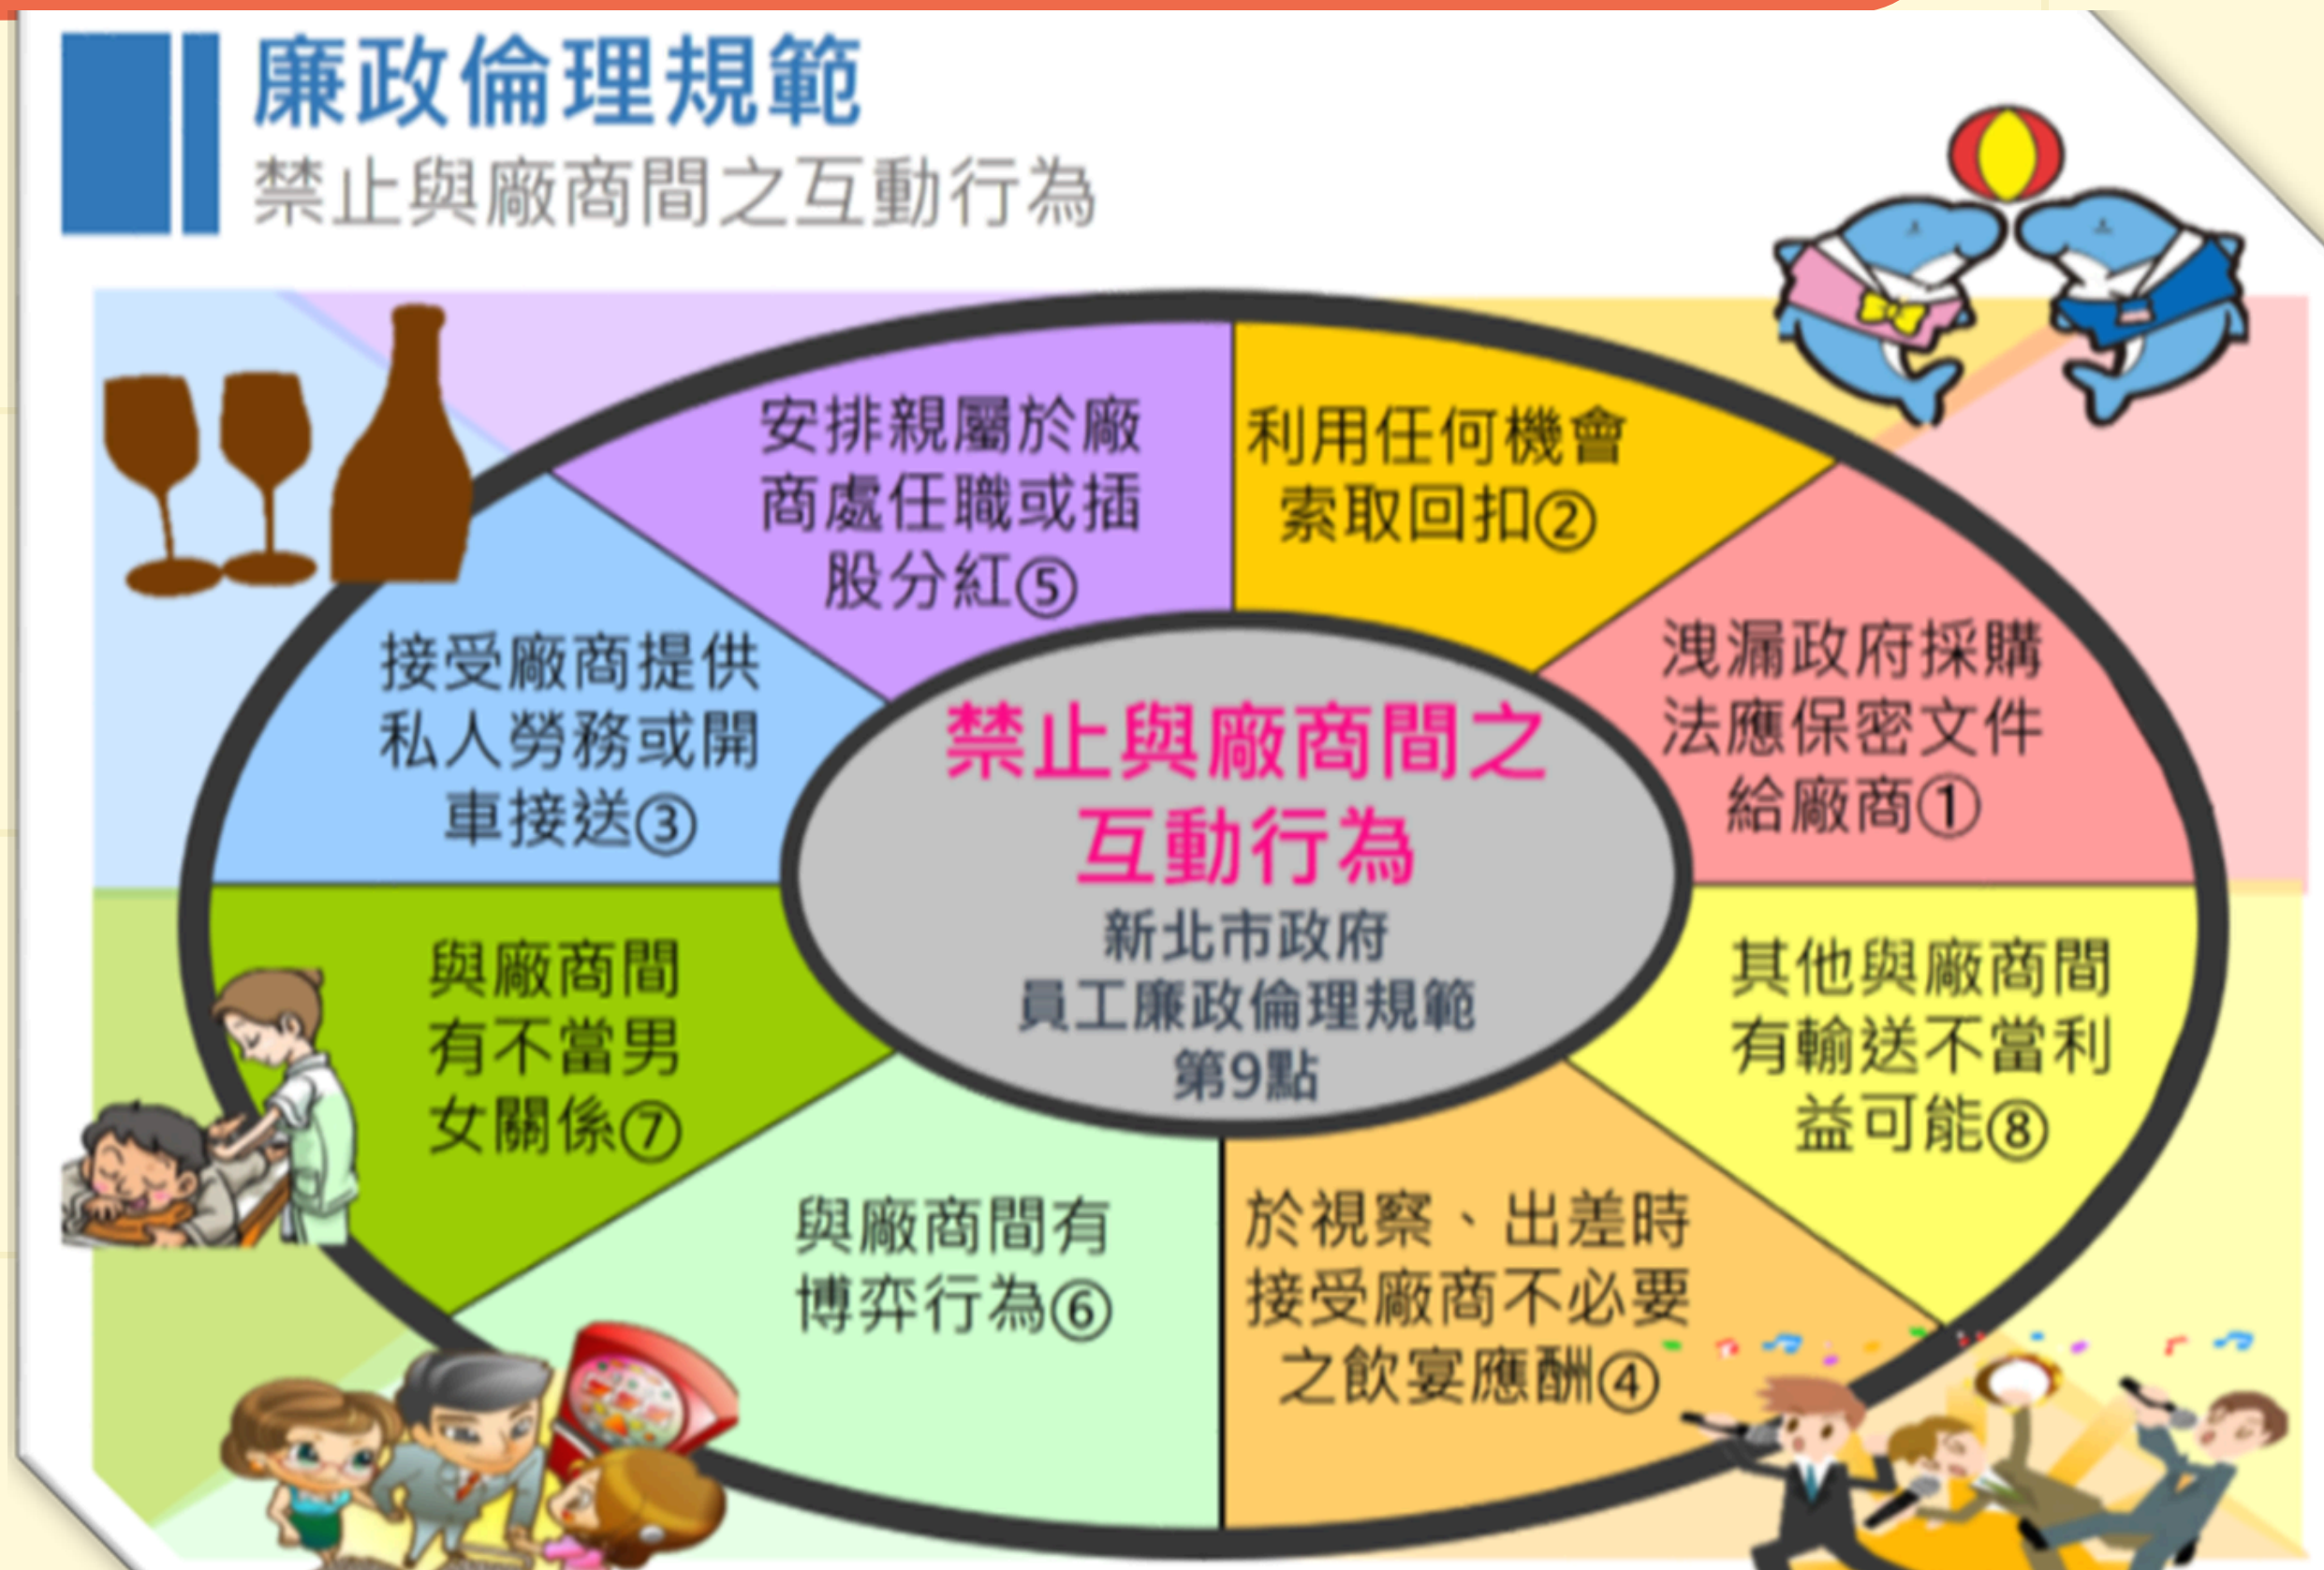 廉政倫理規範
禁止與廠商間之互動行為
安排親屬於廠
商處任職或插
股分紅⑤
利用任何機會
索取回扣②
接受廠商提供
私人勞務或開
車接送③
洩漏政府採購
法應保密文件
給廠商①
禁止與廠商間之
互動行為
新北市政府
員工廉政倫理規範
第9點
與廠商間
有不當男
女關係⑦
其他與廠商間
有輸送不當利
益可能⑧
與廠商間有
博弈行為⑥
於視察、出差時
接受廠商不必要
之飲宴應酬④